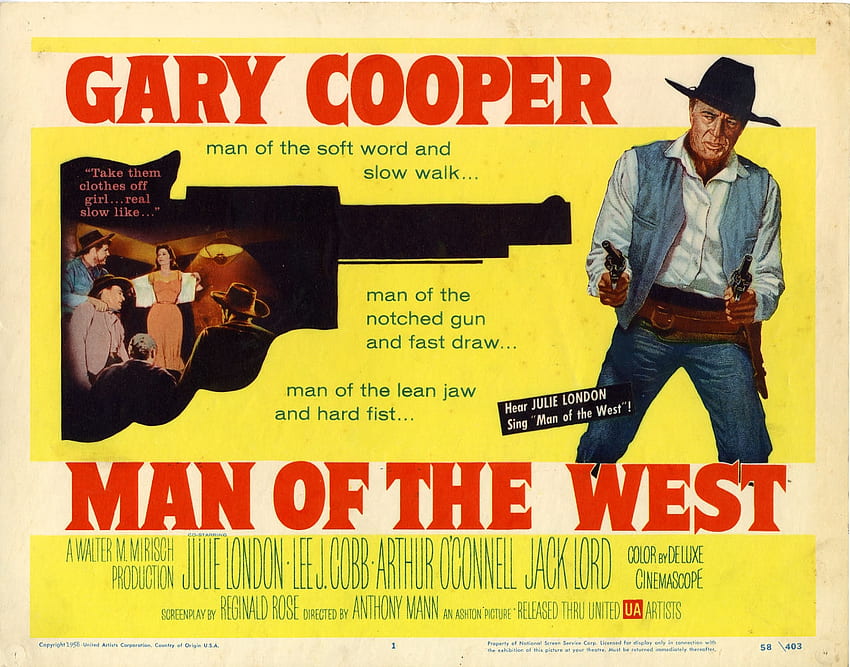 GARY COOPER
man of the soft word and
slow walk...
"Take them
clothes off
girl...real
slow like..."
man of the
notched gun
and fast draw...
man of the lean jaw
and hard fist...
Hear JULIE LONDON
Sing "Man of the West"!
MAN OF THE WEST
CO-STARRING
A WALTER M. MIRISCH
PRODUCTION
JULIE LONDON · LEE J. COBB · ARTHUR O'CONNELL JACK LORD
COLOR BY DE LUXE
CINEMASCOPE
SCREENPLAY BY REGINALD ROSE DIRECTED BY ANTHONY MANN AN ASHTON PICTURE · RELEASED THRU UNITED UA ARTISTS
Copyright 1958 United Artists Corporation. Country of Origin U.S.A.
1
Property of National Screen Service Corp. Licensed for display only in connection with
the exhibition of this picture at your theatre. Must be returned immediately thereafter.
58 403